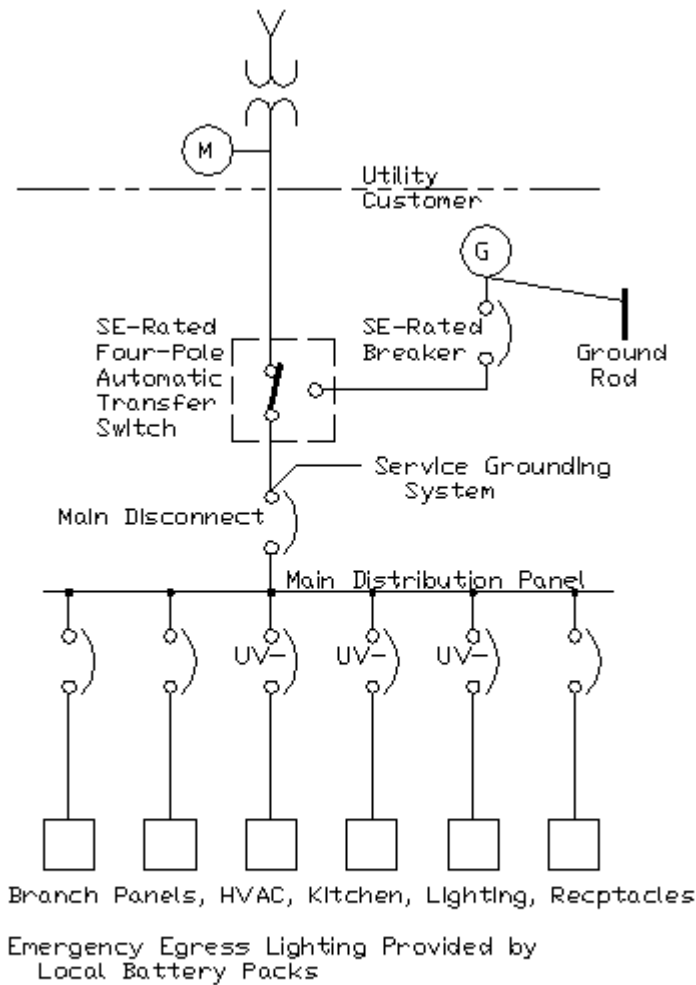 M
Utility
Customer
G
SE-Rated
Four-Pole
Automatic
Transfer
Switch
SE-Rated
Breaker
Ground
Rod
Service Grounding
System
Main Disconnect
Main Distribution Panel
UV-
UV-
UV-
Branch Panels, HVAC, Kitchen, Lighting, Recptacles
Emergency Egress Lighting Provided by
Local Battery Packs